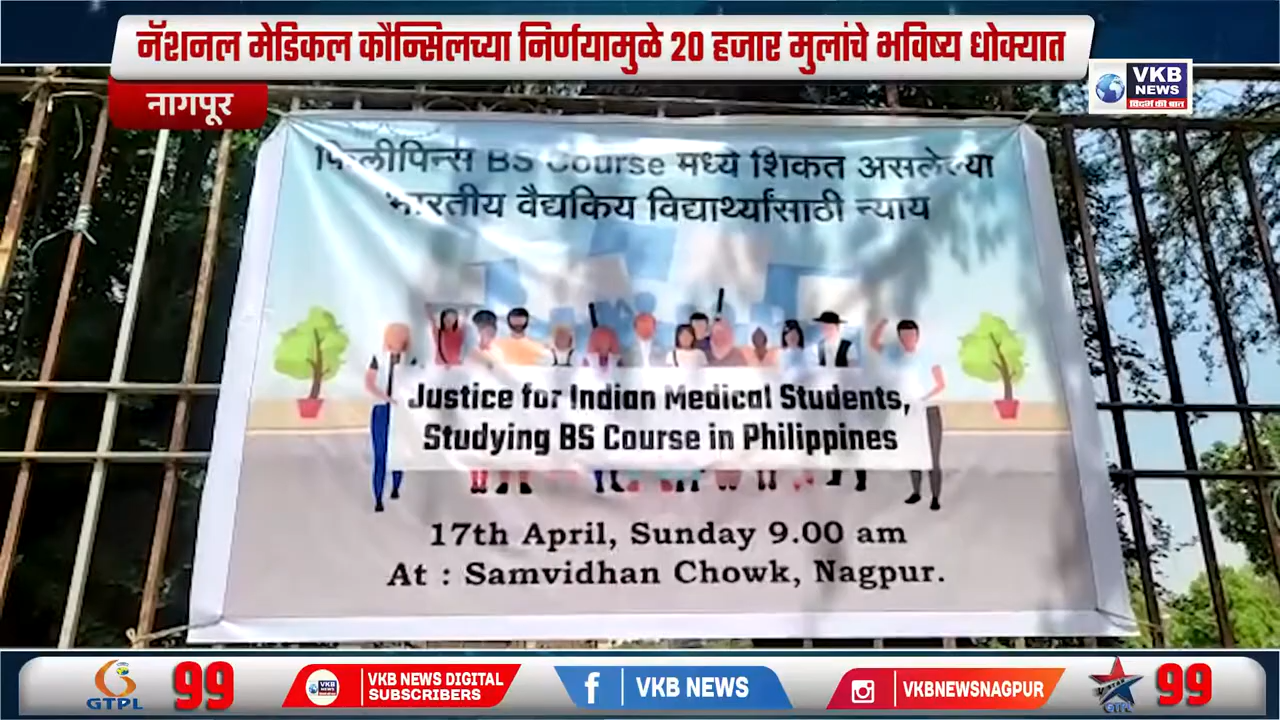 नॅशनल मेडिकल कौन्सिलच्या निर्णयामुळे 20 हजार मुलांचे भविष्य धोक्यात
नागपूर
VKB
NEWS
विदर्भ की बात
फिलीपिन्स BS Course मध्ये शिकत असलेल्या
भारतीय वैद्यकिय विद्यार्थ्यांसाठी न्याय
Justice for Indian Medical Students,
Studying BS Course in Philippines
17th April, Sunday 9.00 am
At : Samvidhan Chowk, Nagpur.
GTPL 99
VKB NEWS DIGITAL
SUBSCRIBERS
VKB NEWS
VKBNEWSNAGPUR
GTPL 99